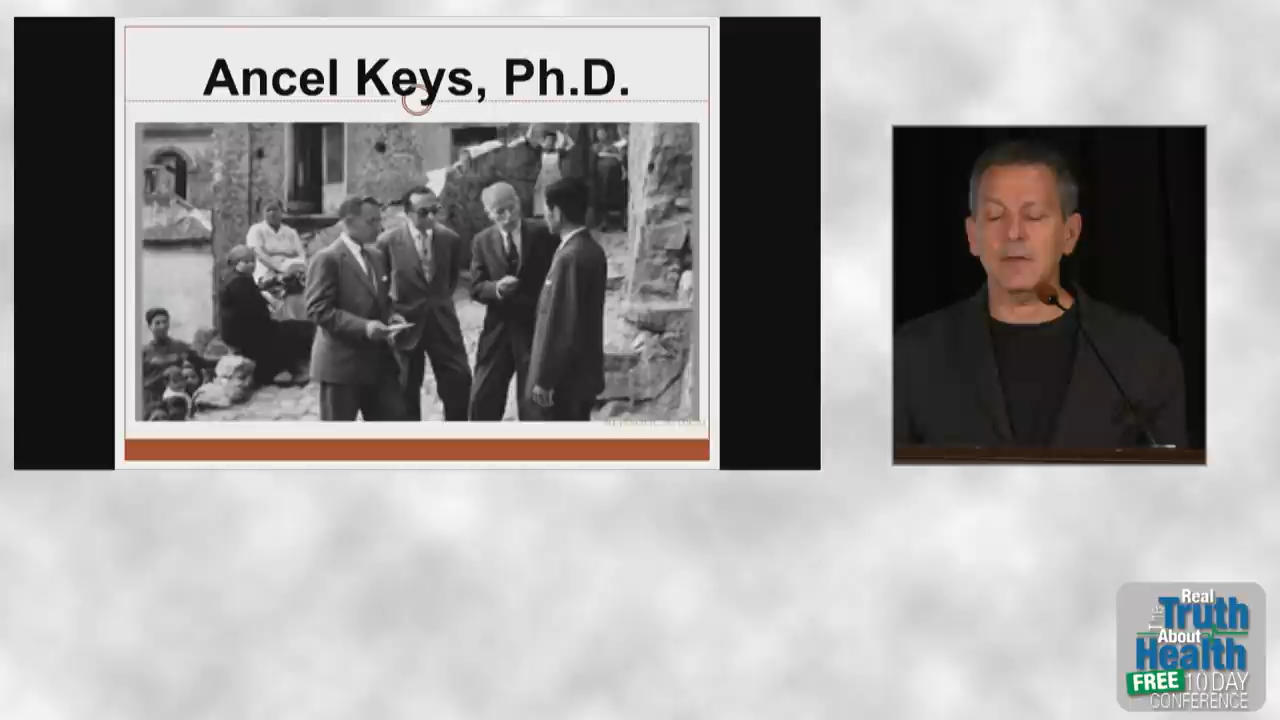 Ancel Keys, Ph.D.
The Real
Truth
About
Health
FREE 10 DAY
CONFERENCE